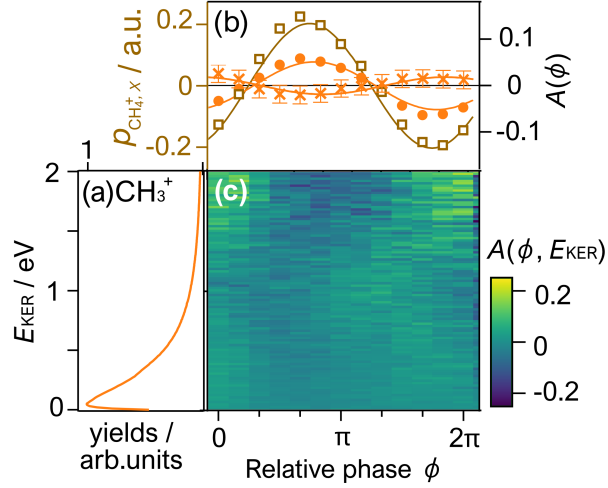 (b)
p CH₄⁺, X / a.u.
0.2
0
-0.2
0.1
0
-0.1
A(ϕ)
1
(a)CH₃⁺
(c)
2
1
0
E_KER / eV
yields /
arb.units
0
π
2π
Relative phase ϕ
A(ϕ, E_KER)
0.2
0
-0.2